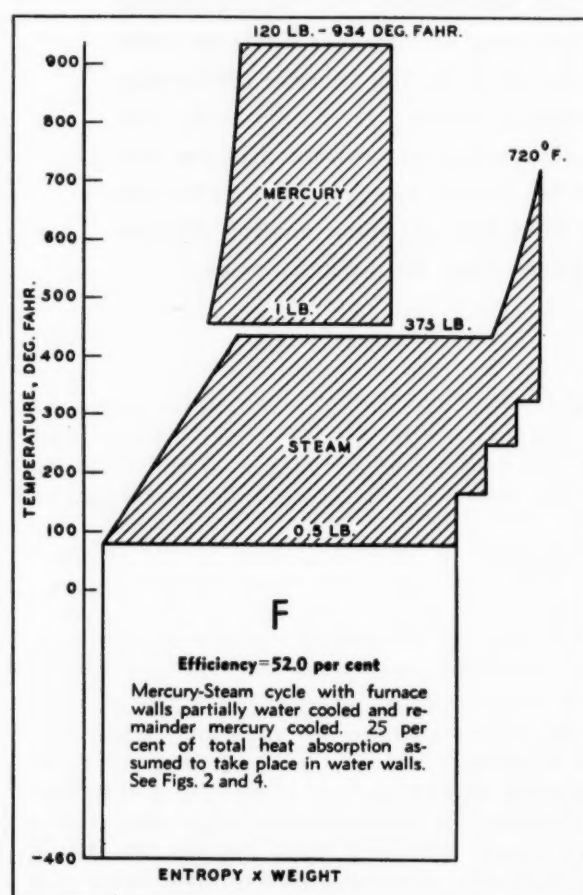 120 LB. – 934 DEG. FAHR.
900
800
720° F.
700
MERCURY
600
500
1 LB.
375 LB.
400
TEMPERATURE, DEG. FAHR.
300
STEAM
200
100
0.5 LB.
0
F
Efficiency=52.0 per cent
Mercury-Steam cycle with furnace
walls partially water cooled and re-
mainder mercury cooled. 25 per
cent of total heat absorption as-
sumed to take place in water walls.
See Figs. 2 and 4.
-460
ENTROPY x WEIGHT